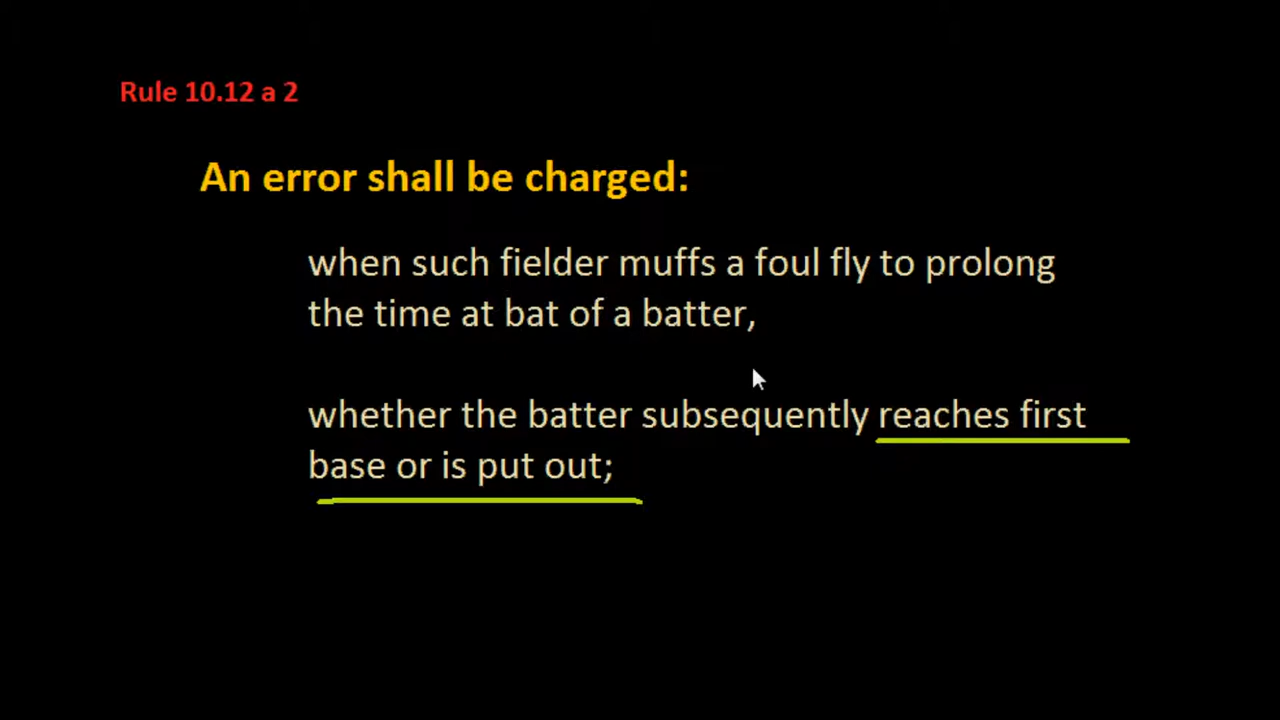 Rule 10.12 a 2
An error shall be charged:
when such fielder muffs a foul fly to prolong
the time at bat of a batter,
whether the batter subsequently reaches first
base or is put out;